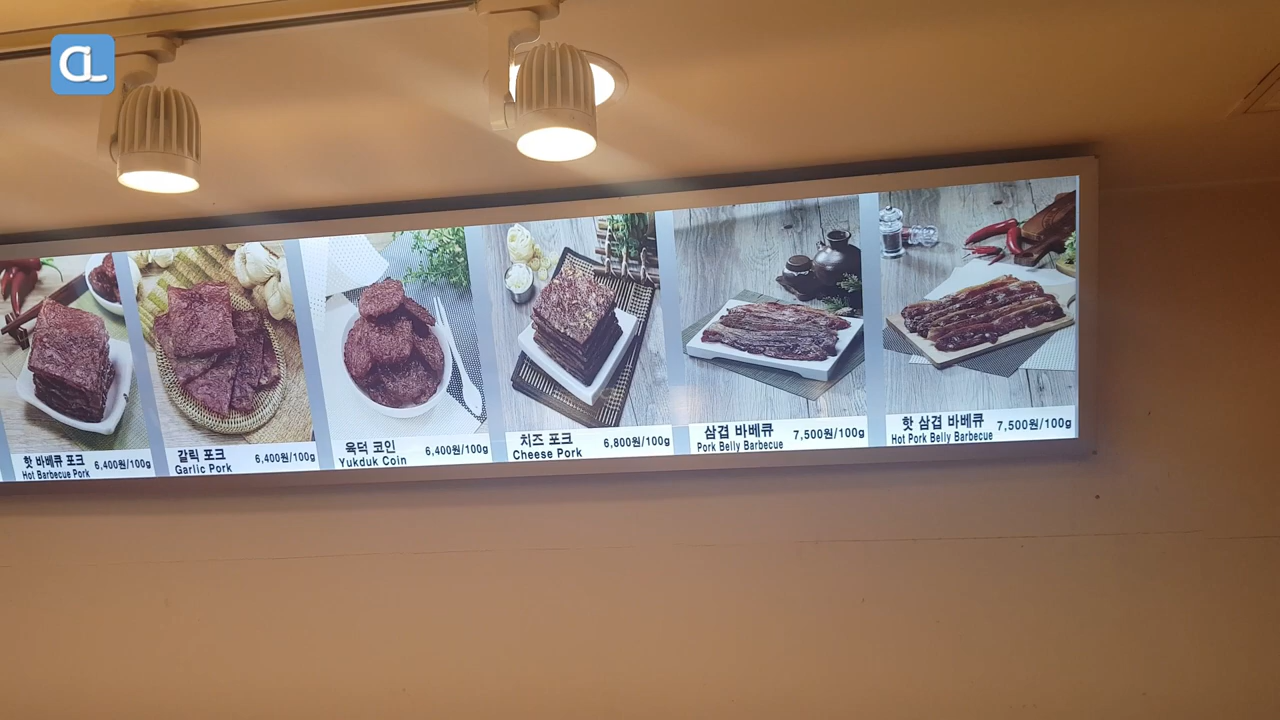 CL
핫 바베큐 포크
6,400원/100g
Hot Barbecue Pork
갈릭 포크
6,400원/100g
Garlic Pork
육덕 코인
6,400원/100g
Yukduk Coin
치즈 포크
6,800원/100g
Cheese Pork
삼겹 바베큐
7,500원/100g
Pork Belly Barbecue
핫 삼겹 바베큐
7,500원/100g
Hot Pork Belly Barbecue